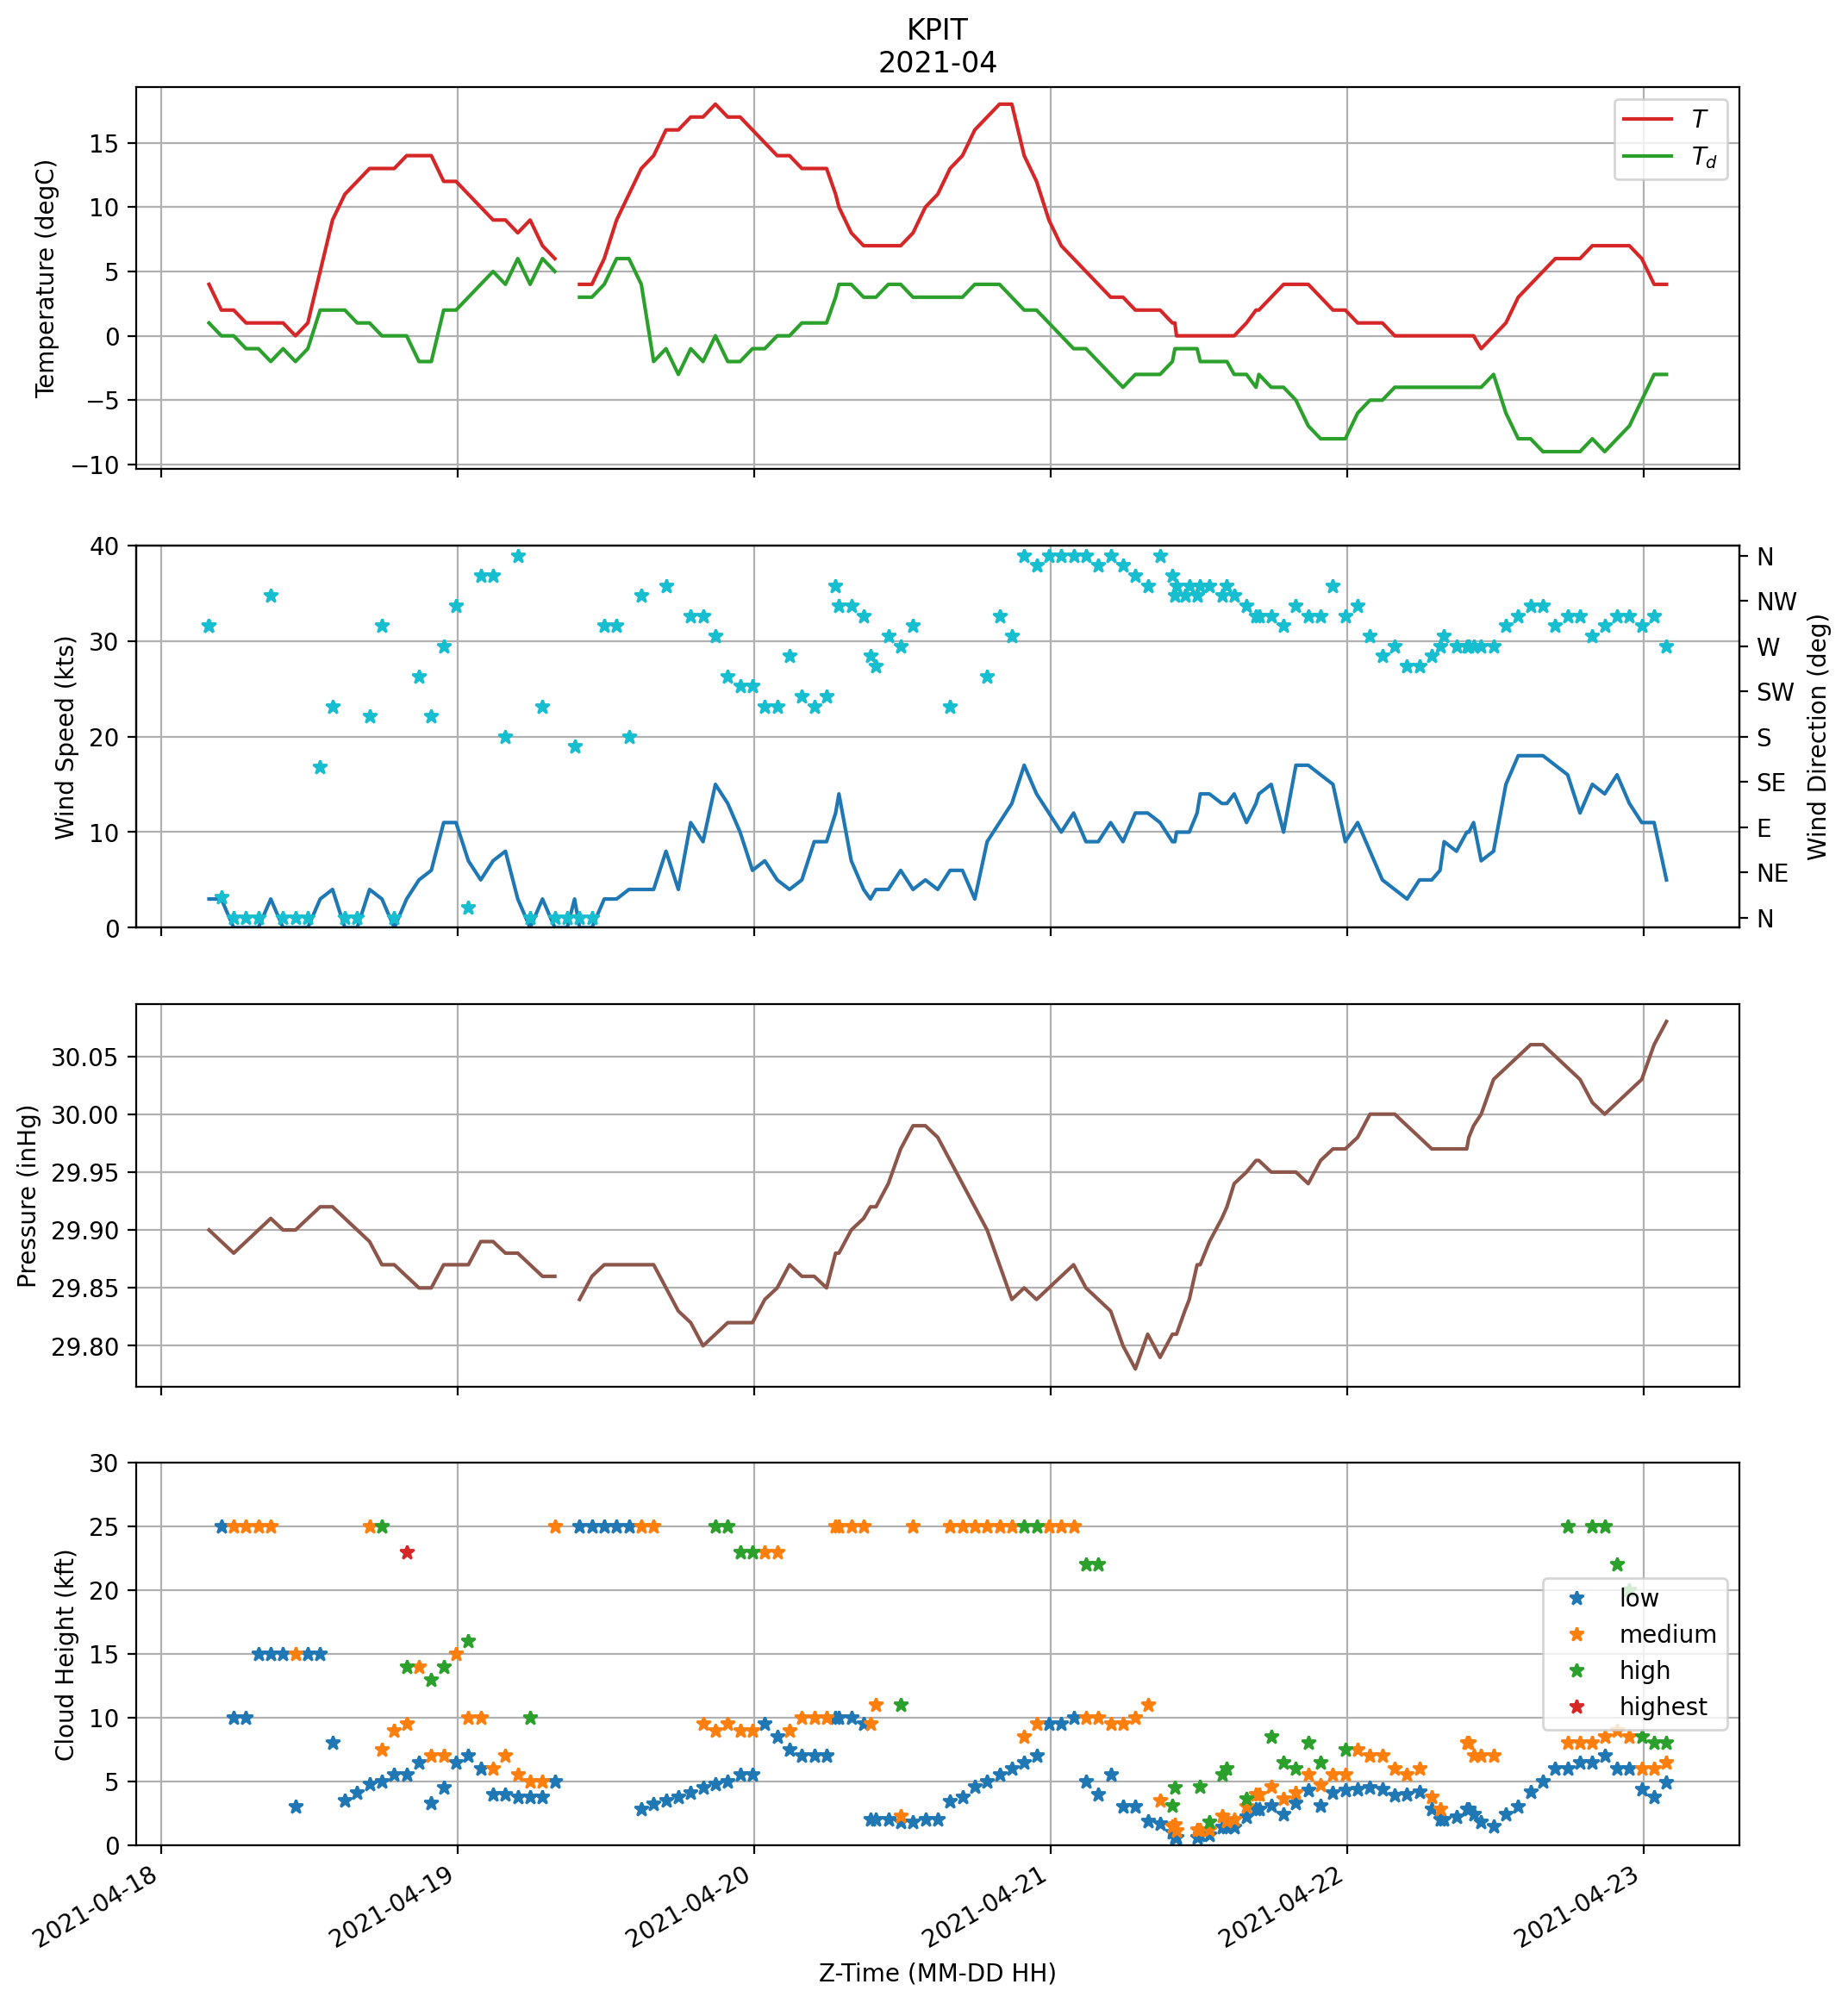 KPIT
2021-04
Temperature (degC)
15
10
5
0
−5
−10
T
T_d
Wind Speed (kts)
40
30
20
10
0
N
NW
W
SW
S
SE
E
NE
N
Wind Direction (deg)
Pressure (inHg)
30.05
30.00
29.95
29.90
29.85
29.80
Cloud Height (kft)
30
25
20
15
10
5
0
low
medium
high
highest
2021-04-18
2021-04-19
2021-04-20
2021-04-21
2021-04-22
2021-04-23
Z-Time (MM-DD HH)